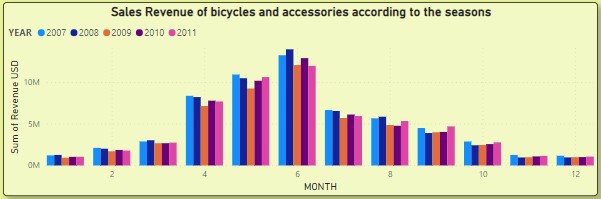 Sales Revenue of bicycles and accessories according to the seasons
YEAR 2007 2008 2009 2010 2011
Sum of Revenue USD
10M
5M
0M
2 4 6 8 10 12
MONTH